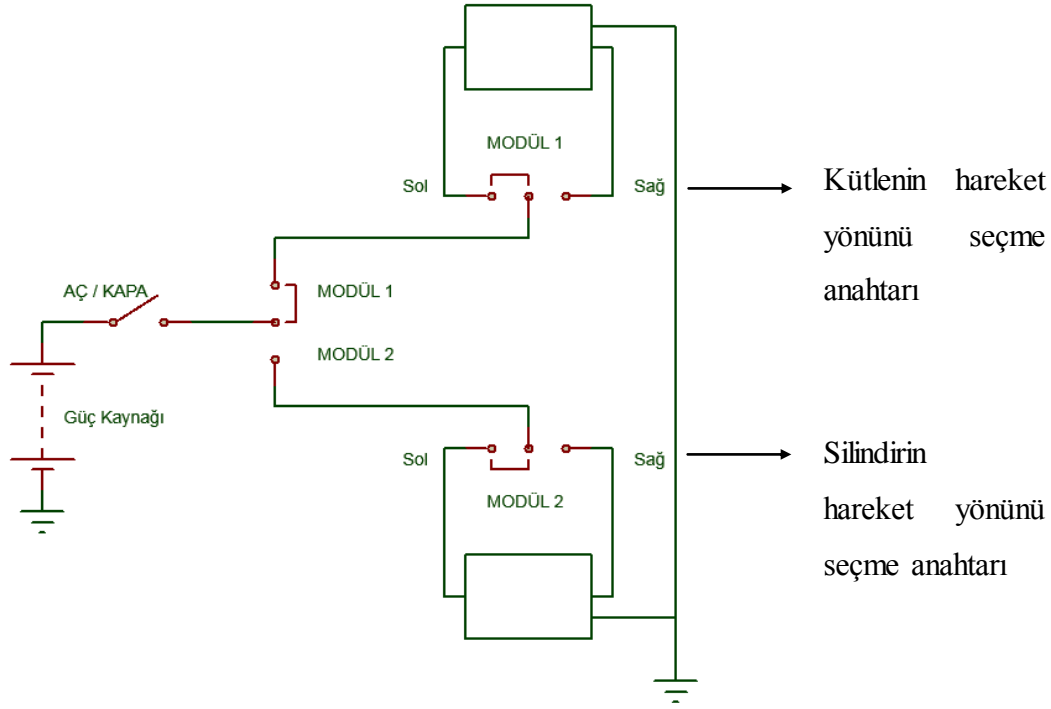 MODÜL 1
Sol
Sağ
Kütlenin hareket
yönünü seçme
anahtarı
AÇ / KAPA
MODÜL 1
MODÜL 2
Güç Kaynağı
Sol
Sağ
MODÜL 2
Silindirin
hareket yönünü
seçme anahtarı